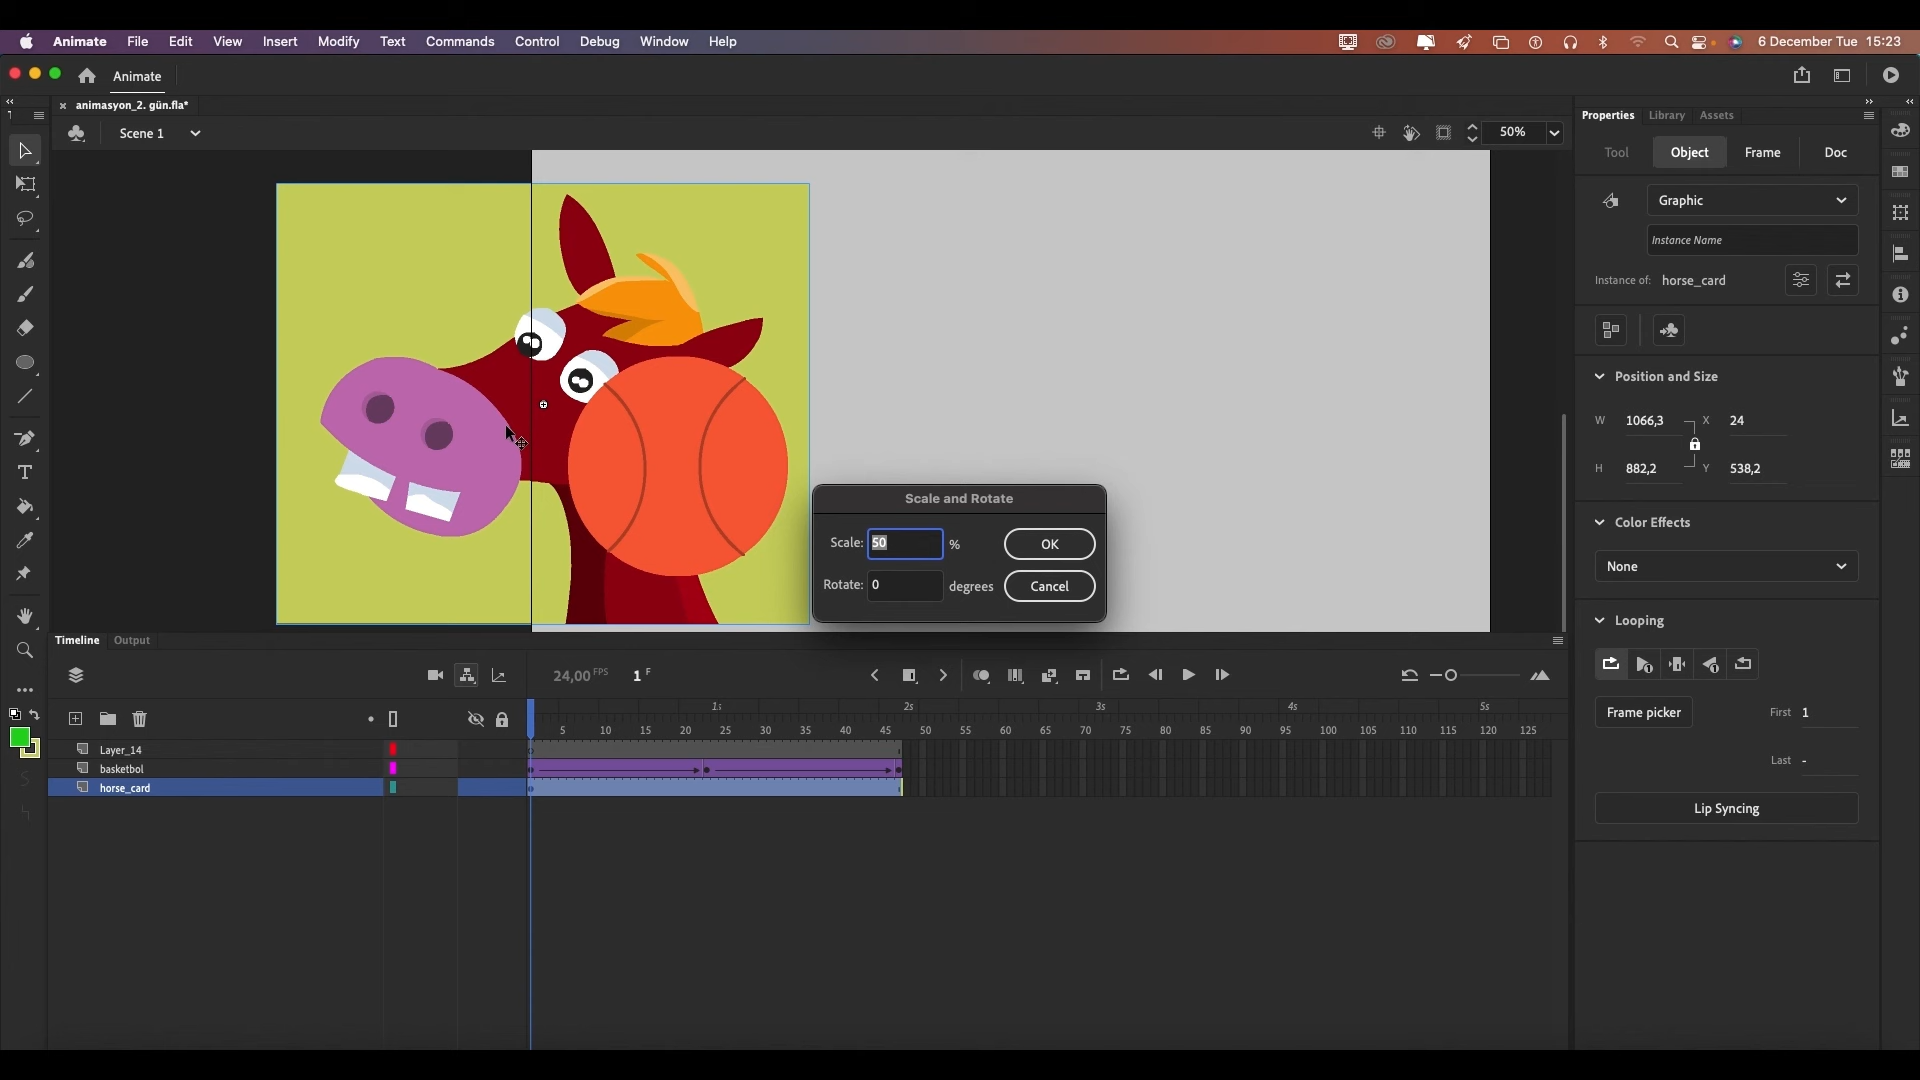 Animate File Edit View Insert Modify Text Commands Control Debug Window Help 6 December Tue 15:23
Animate
animasyon_2. gün.fla*
Scene 1 50%
Properties Library Assets
Tool Object Frame Doc
Graphic
Instance Name
Instance of: horse_card
Position and Size
W 1066,3 X 24
H 882,2 Y 538,2
Color Effects
None
Looping
Frame picker First 1
Last -
Lip Syncing
Scale and Rotate
Scale: 50 % OK
Rotate: 0 degrees Cancel
Timeline Output
24,00 FPS 1 F
1s 2s 3s 4s 5s
5 10 15 20 25 30 35 40 45 50 55 60 65 70 75 80 85 90 95 100 105 110 115 120 125
Layer_14
basketbol
horse_card